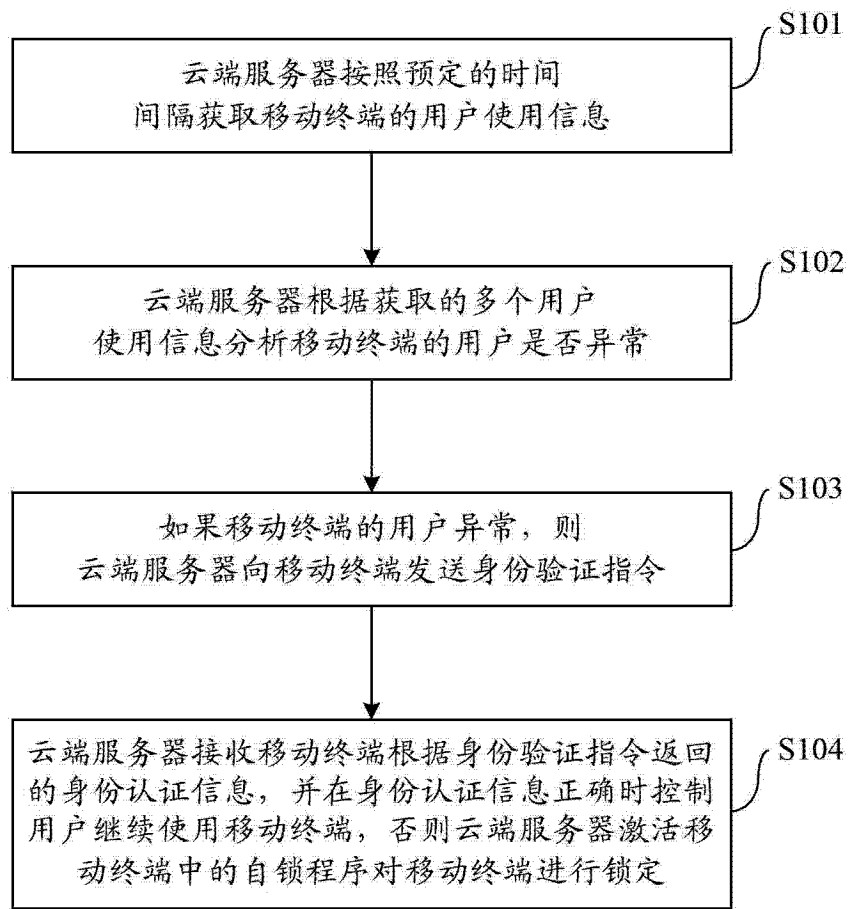 S101
云端服务器按照预定的时间
间隔获取移动终端的用户使用信息
S102
云端服务器根据获取的多个用户
使用信息分析移动终端的用户是否异常
S103
如果移动终端的用户异常，则
云端服务器向移动终端发送身份验证指令
S104
云端服务器接收移动终端根据身份验证指令返回
的身份认证信息，并在身份认证信息正确时控制
用户继续使用移动终端，否则云端服务器激活移
动终端中的自锁程序对移动终端进行锁定